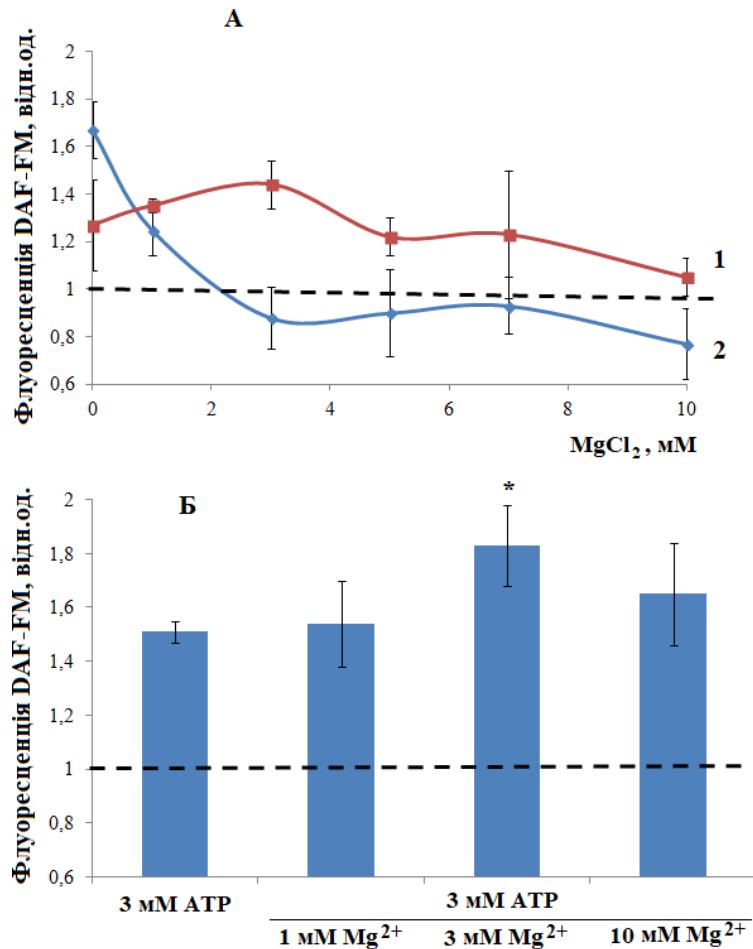 А
Флуоресценція DAF-FM, відн.од.
2
1,8
1,6
1,4
1,2
1
0,8
0,6
0 2 4 6 8 10
1
2
MgCl₂ , мМ
Б
Флуоресценція DAF-FM, відн.од.
2
1,8
1,6
1,4
1,2
1
0,8
0,6
*
3 мМ АТР 3 мМ АТР
1 мМ Mg²⁺ 3 мМ Mg²⁺ 10 мМ Mg²⁺